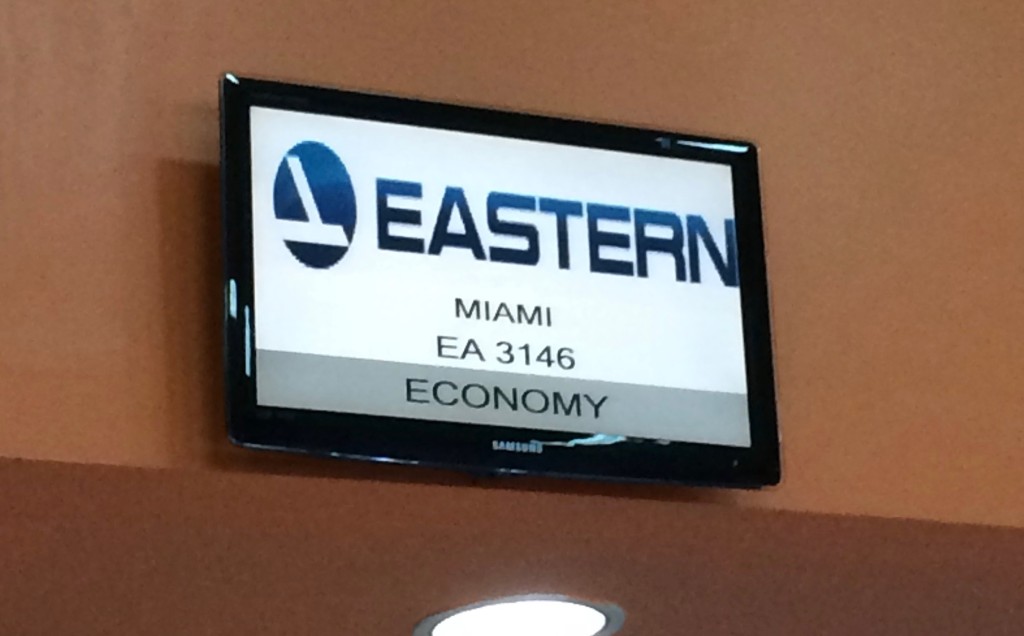 EASTERN
MIAMI
EA 3146
ECONOMY
SAMSUNG